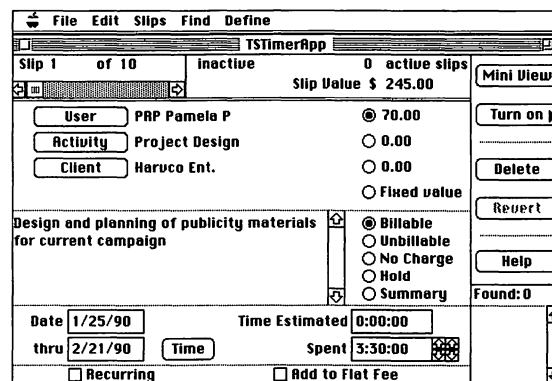 File Edit Slips Find Define
TSTimerApp
Slip 1 of 10 inactive 0 active slips
Slip Value $ 245.00
Mini View
User PRP Pamela P 70.00 Turn on
Activity Project Design 0.00
Client Harvco Ent. 0.00 Delete
Fixed value
Revert
Design and planning of publicity materials
for current campaign
Billable
Unbillable
No Charge
Hold
Summary
Help
Found: 0
Date 1/25/90 Time Estimated 0:00:00
thru 2/21/90 Time Spent 3:30:00
Recurring Add to Flat Fee